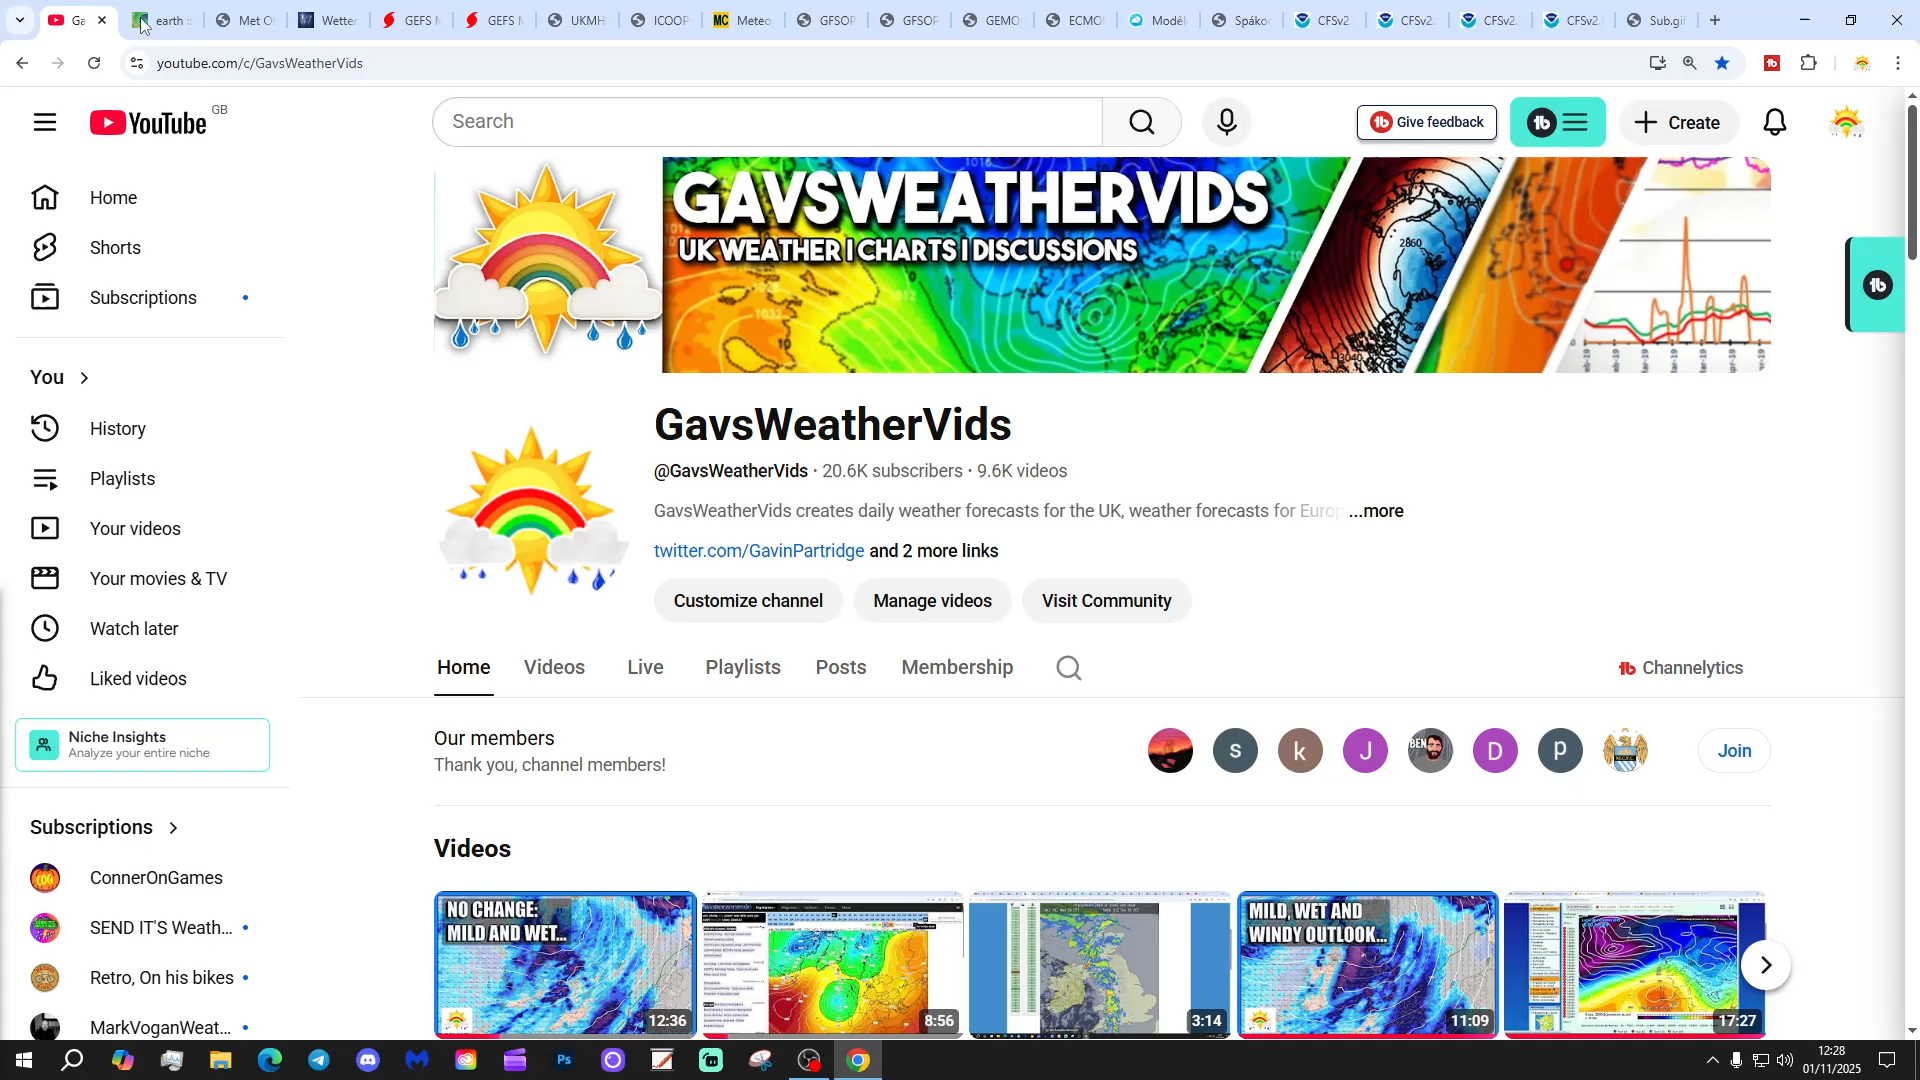 Ga
earth ::
Met O
Wetter
GEFS M
GEFS M
UKMH
ICOOP
MC Meteo
GFSOP
GFSOP
GEMO
ECMO
Modèl
Spákor
CFSv2
CFSv2.
CFSv2.
CFSv2.
Sub.gif
youtube.com/c/GavsWeatherVids
YouTube GB
Search
Give feedback
Create
Home
Shorts
Subscriptions
You
History
Playlists
Your videos
Your movies & TV
Watch later
Liked videos
Niche Insights
Analyze your entire niche
Subscriptions
ConnerOnGames
SEND IT'S Weath...
Retro, On his bikes
MarkVoganWeat...
GAVSWEATHERVIDS
UK WEATHER | CHARTS | DISCUSSIONS
GavsWeatherVids
@GavsWeatherVids · 20.6K subscribers · 9.6K videos
GavsWeatherVids creates daily weather forecasts for the UK, weather forecasts for Europ ...more
twitter.com/GavinPartridge and 2 more links
Customize channel
Manage videos
Visit Community
Home
Videos
Live
Playlists
Posts
Membership
Channelytics
Our members
Thank you, channel members!
s
k
J
BEN
D
p
Join
Videos
NO CHANGE:
MILD AND WET...
12:36
8:56
3:14
MILD, WET AND
WINDY OUTLOOK...
11:09
17:27
12:28
01/11/2025